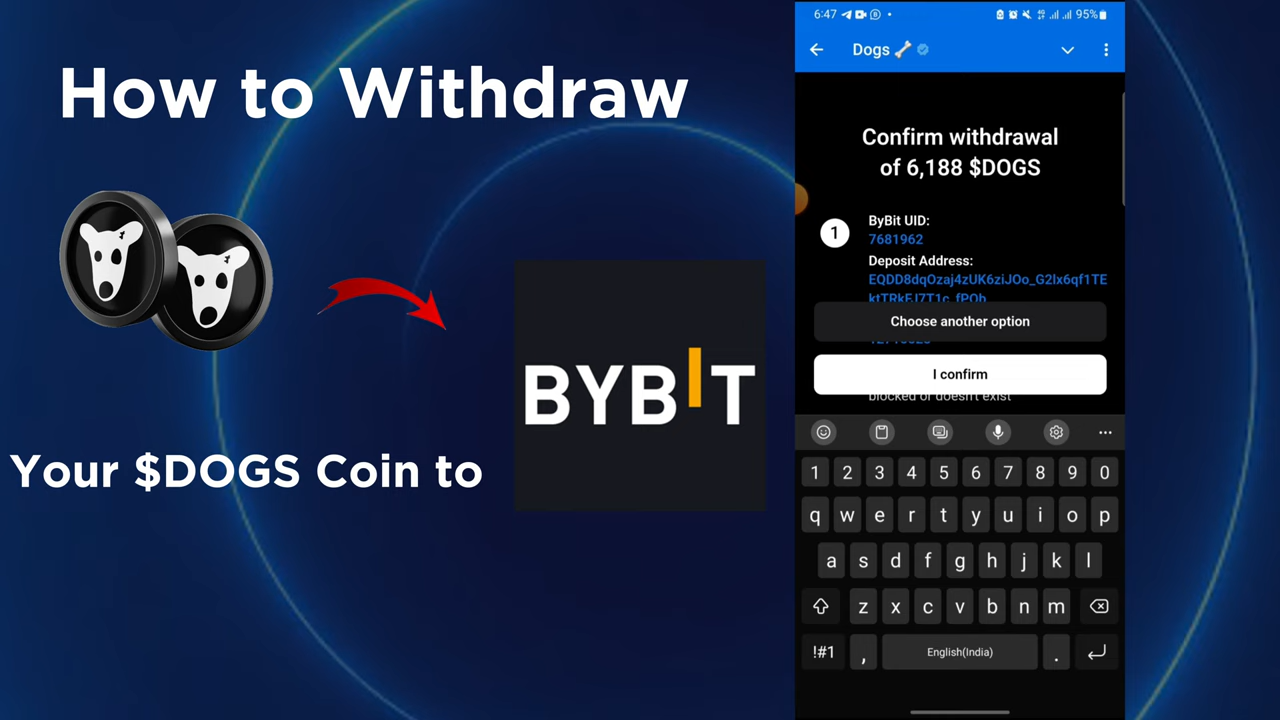 How to Withdraw
Your $DOGS Coin to
BYBIT
6:47
4G
95%
Dogs
Confirm withdrawal
of 6,188 $DOGS
1
ByBit UID:
7681962
Deposit Address:
EQDD8dqOzaj4zUK6ziJOo_G2lx6qf1TE
ktTRkFJ7T1c_fPOb
Choose another option
I confirm
blocked or doesn't exist
1 2 3 4 5 6 7 8 9 0
q w e r t y u i o p
a s d f g h j k l
z x c v b n m
!#1 , English(India) .